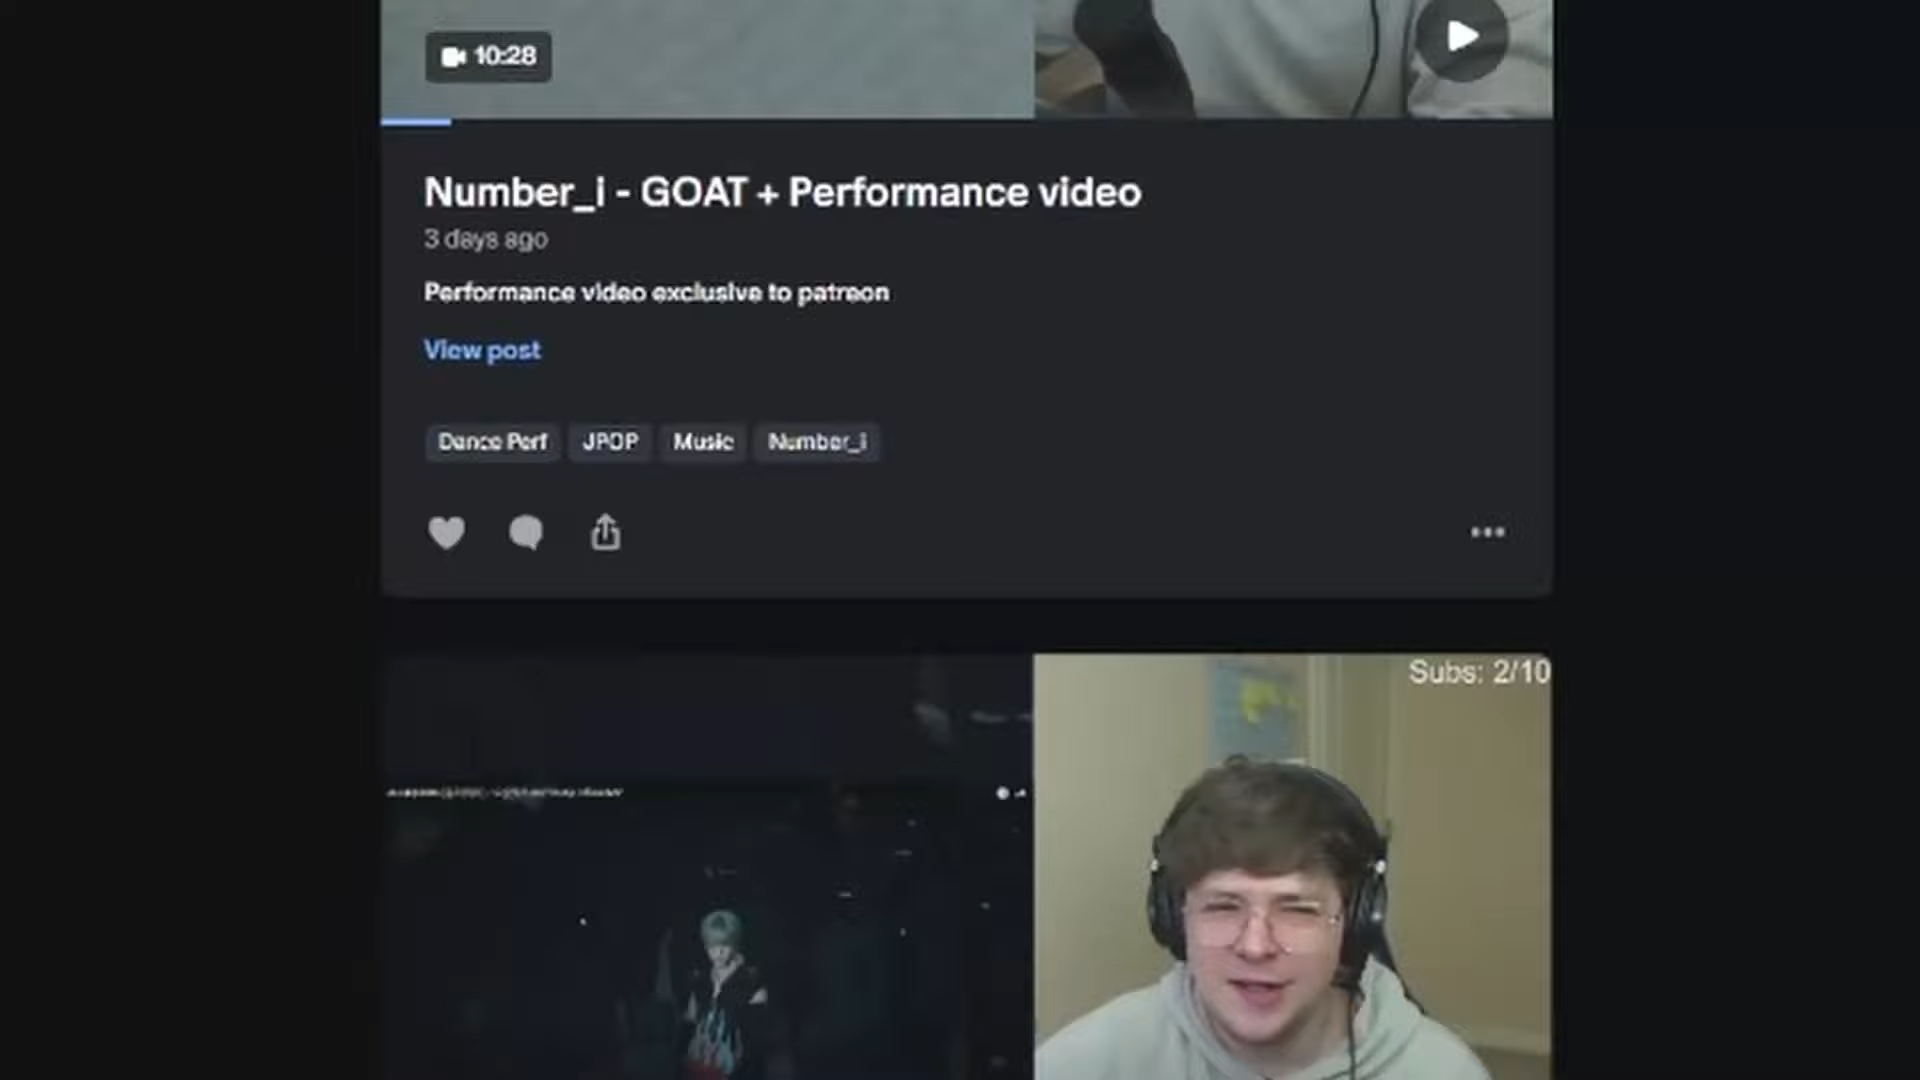 10:28
Number_i - GOAT + Performance video
3 days ago
Performance video exclusive to patreon
View post
Dance Perf JPOP Music Number_i
Subs: 2/10